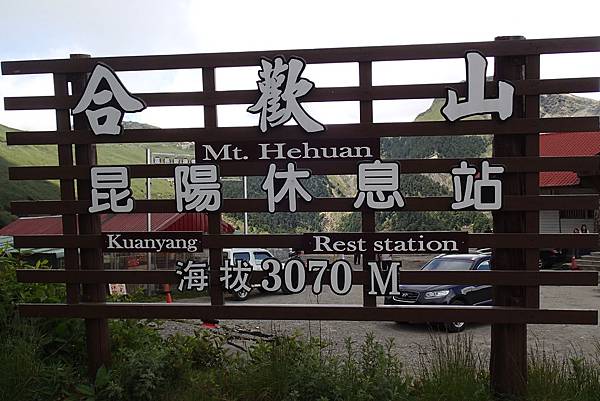 合歡山
Mt. Hehuan
昆陽休息站
Kuanyang Rest station
海拔3070M